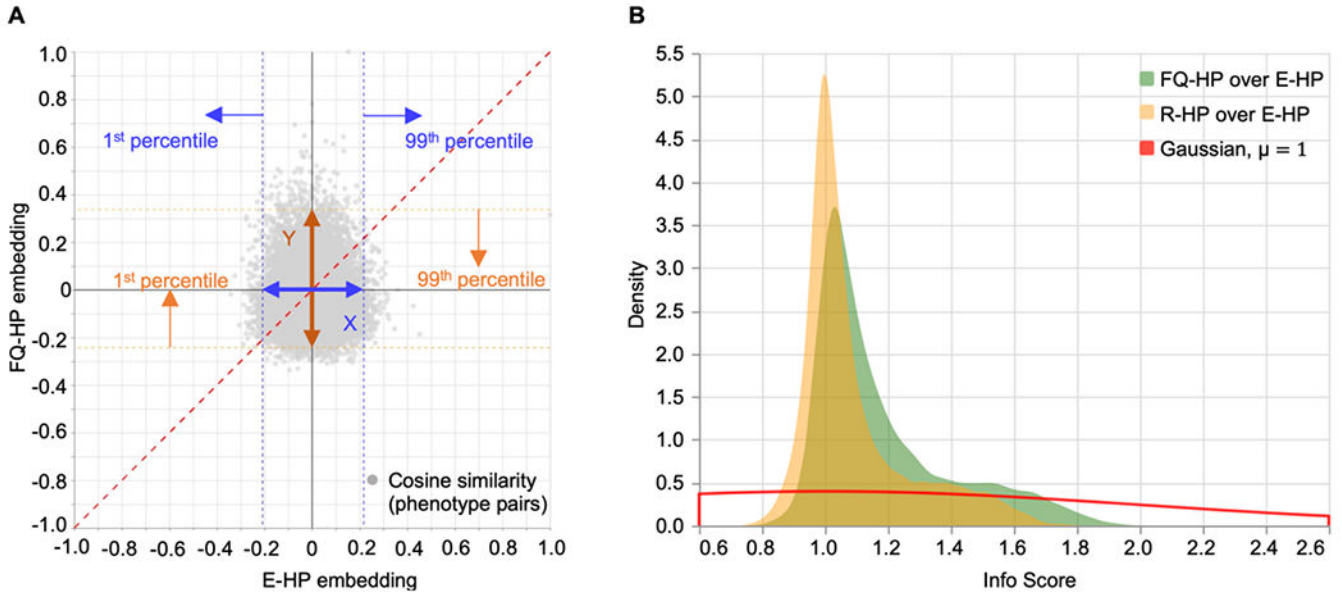 A
1.0
0.8
0.6
0.4
0.2
0
-0.2
-0.4
-0.6
-0.8
-1.0
FQ-HP embedding
1st percentile
99th percentile
1st percentile
99th percentile
Y
X
Cosine similarity
(phenotype pairs)
-1.0 -0.8 -0.6 -0.4 -0.2 0 0.2 0.4 0.6 0.8 1.0
E-HP embedding
B
5.5
5.0
4.5
4.0
3.5
3.0
2.5
2.0
1.5
1.0
0.5
0.0
Density
FQ-HP over E-HP
R-HP over E-HP
Gaussian, μ = 1
0.6 0.8 1.0 1.2 1.4 1.6 1.8 2.0 2.2 2.4 2.6
Info Score